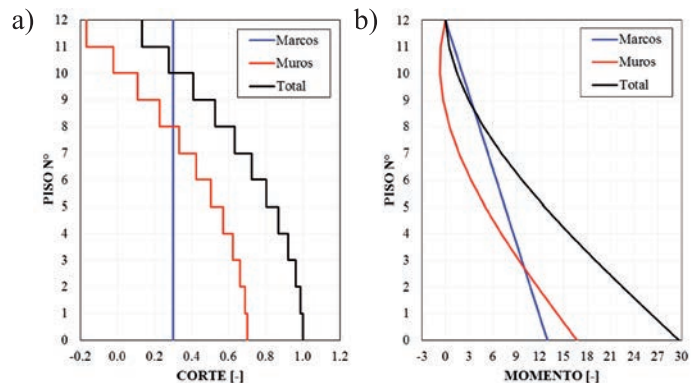 a)
12
11
10
9
8
7
6
5
4
3
2
1
0
PISO N°
-0.2 0.0 0.2 0.4 0.6 0.8 1.0 1.2
CORTE [-]
Marcos
Muros
Total
b)
12
11
10
9
8
7
6
5
4
3
2
1
0
PISO N°
-3 0 3 6 9 12 15 18 21 24 27 30
MOMENTO [-]
Marcos
Muros
Total